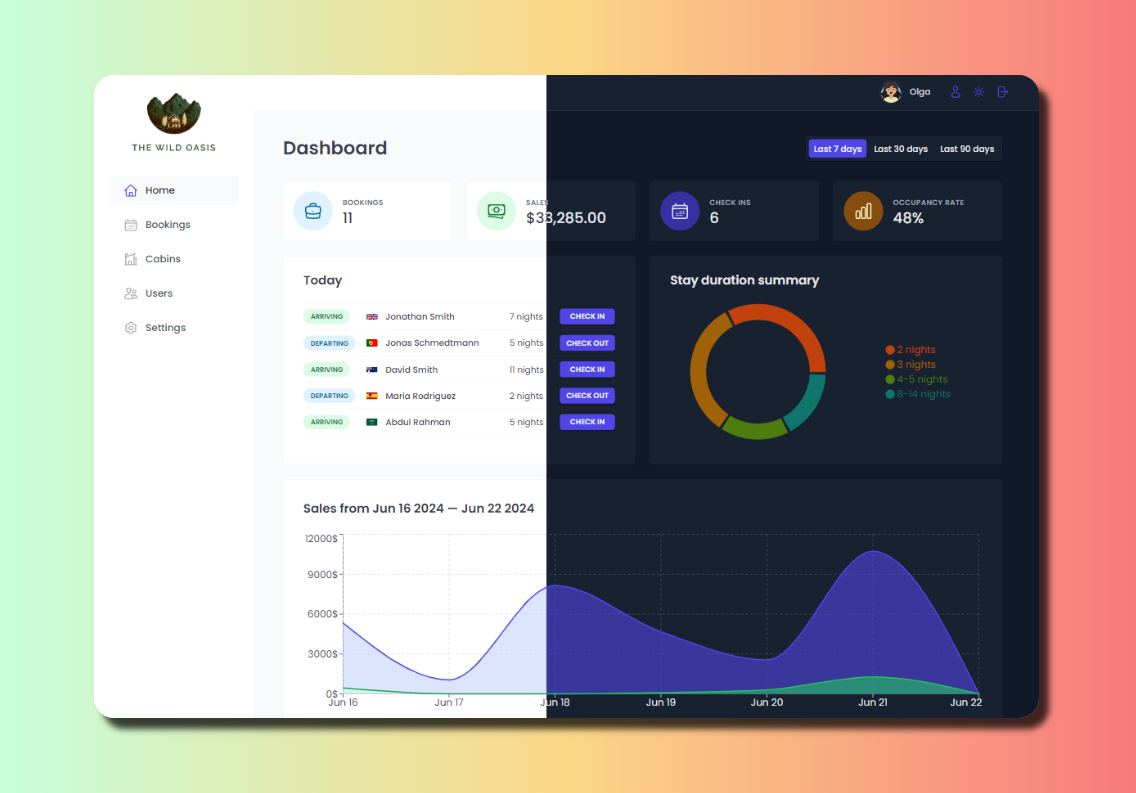 Olga
THE WILD OASIS
Home
Bookings
Cabins
Users
Settings
Dashboard
Last 7 days Last 30 days Last 90 days
BOOKINGS
11
SALES
$33,285.00
CHECK INS
6
OCCUPANCY RATE
48%
Today
ARRIVING Jonathan Smith 7 nights CHECK IN
DEPARTING Jonas Schmedtmann 5 nights CHECK OUT
ARRIVING David Smith 11 nights CHECK IN
DEPARTING Maria Rodriguez 2 nights CHECK OUT
ARRIVING Abdul Rahman 5 nights CHECK IN
Stay duration summary
2 nights
3 nights
4-5 nights
8-14 nights
Sales from Jun 16 2024 — Jun 22 2024
12000$
9000$
6000$
3000$
0$
Jun 16 Jun 17 Jun 18 Jun 19 Jun 20 Jun 21 Jun 22